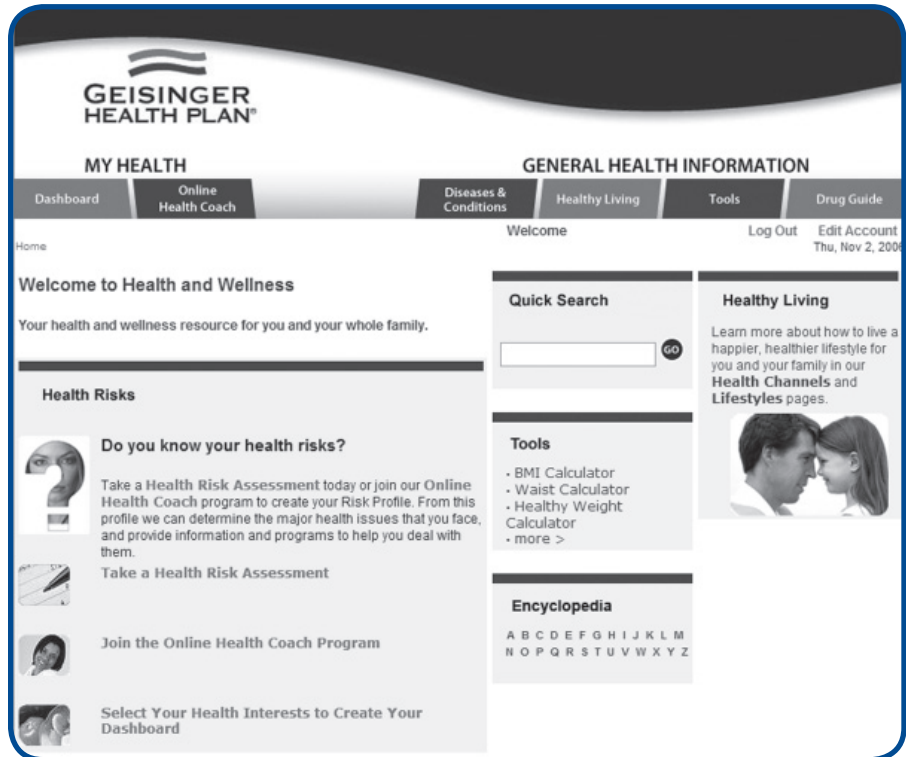 GEISINGER
HEALTH PLAN®
MY HEALTH
GENERAL HEALTH INFORMATION
Dashboard
Online
Health Coach
Diseases &
Conditions
Healthy Living
Tools
Drug Guide
Home
Welcome
Log Out
Edit Account
Thu, Nov 2, 2006
Welcome to Health and Wellness
Your health and wellness resource for you and your whole family.
Health Risks
Do you know your health risks?
Take a Health Risk Assessment today or join our Online
Health Coach program to create your Risk Profile. From this
profile we can determine the major health issues that you face,
and provide information and programs to help you deal with
them.
Take a Health Risk Assessment
Join the Online Health Coach Program
Select Your Health Interests to Create Your
Dashboard
Quick Search
GO
Tools
· BMI Calculator
· Waist Calculator
· Healthy Weight
Calculator
· more >
Encyclopedia
A B C D E F G H I J K L M
N O P Q R S T U V W X Y Z
Healthy Living
Learn more about how to live a
happier, healthier lifestyle for
you and your family in our
Health Channels and
Lifestyles pages.